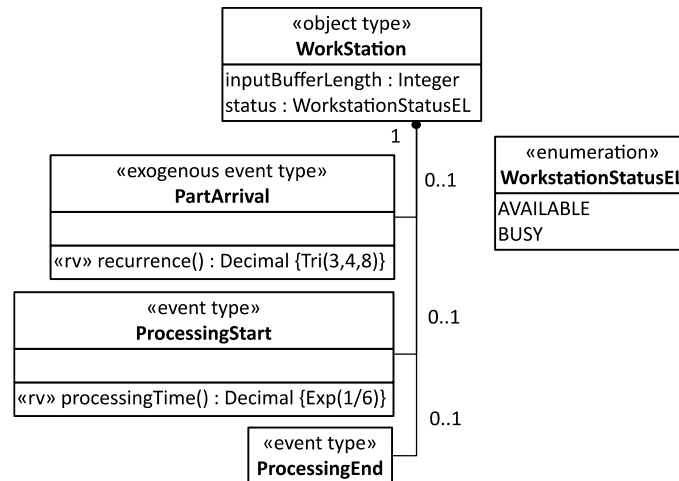 «object type»
WorkStation
inputBufferLength : Integer
status : WorkstationStatusEL
1
«exogenous event type»
PartArrival
«rv» recurrence() : Decimal {Tri(3,4,8)}
0..1
«enumeration»
WorkstationStatusEL
AVAILABLE
BUSY
«event type»
ProcessingStart
«rv» processingTime() : Decimal {Exp(1/6)}
0..1
0..1
«event type»
ProcessingEnd